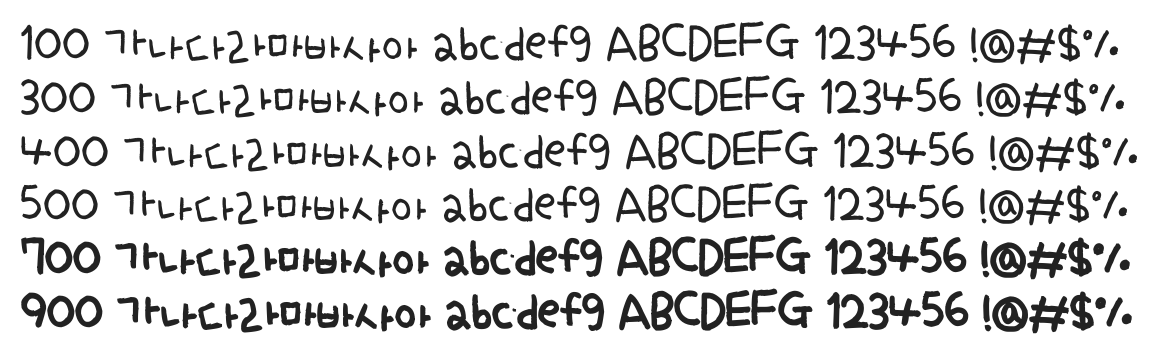 100 가나다라마바사아 abcdefg ABCDEFG 123456 !@#$%
300 가나다라마바사아 abcdefg ABCDEFG 123456 !@#$%
400 가나다라마바사아 abcdefg ABCDEFG 123456 !@#$%
500 가나다라마바사아 abcdefg ABCDEFG 123456 !@#$%
700 가나다라마바사아 abcdefg ABCDEFG 123456 !@#$%
900 가나다라마바사아 abcdefg ABCDEFG 123456 !@#$%